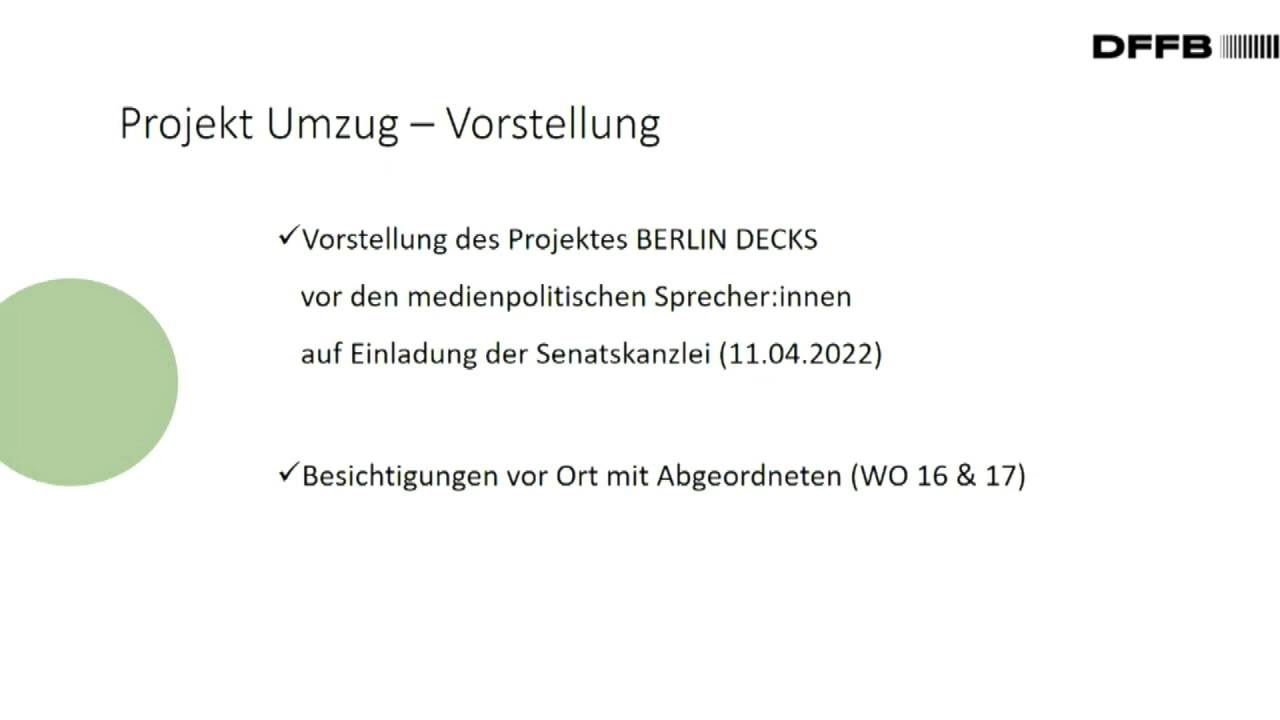 DFFB
Projekt Umzug – Vorstellung
✓Vorstellung des Projektes BERLIN DECKS
vor den medienpolitischen Sprecher:innen
auf Einladung der Senatskanzlei (11.04.2022)
✓Besichtigungen vor Ort mit Abgeordneten (WO 16 & 17)